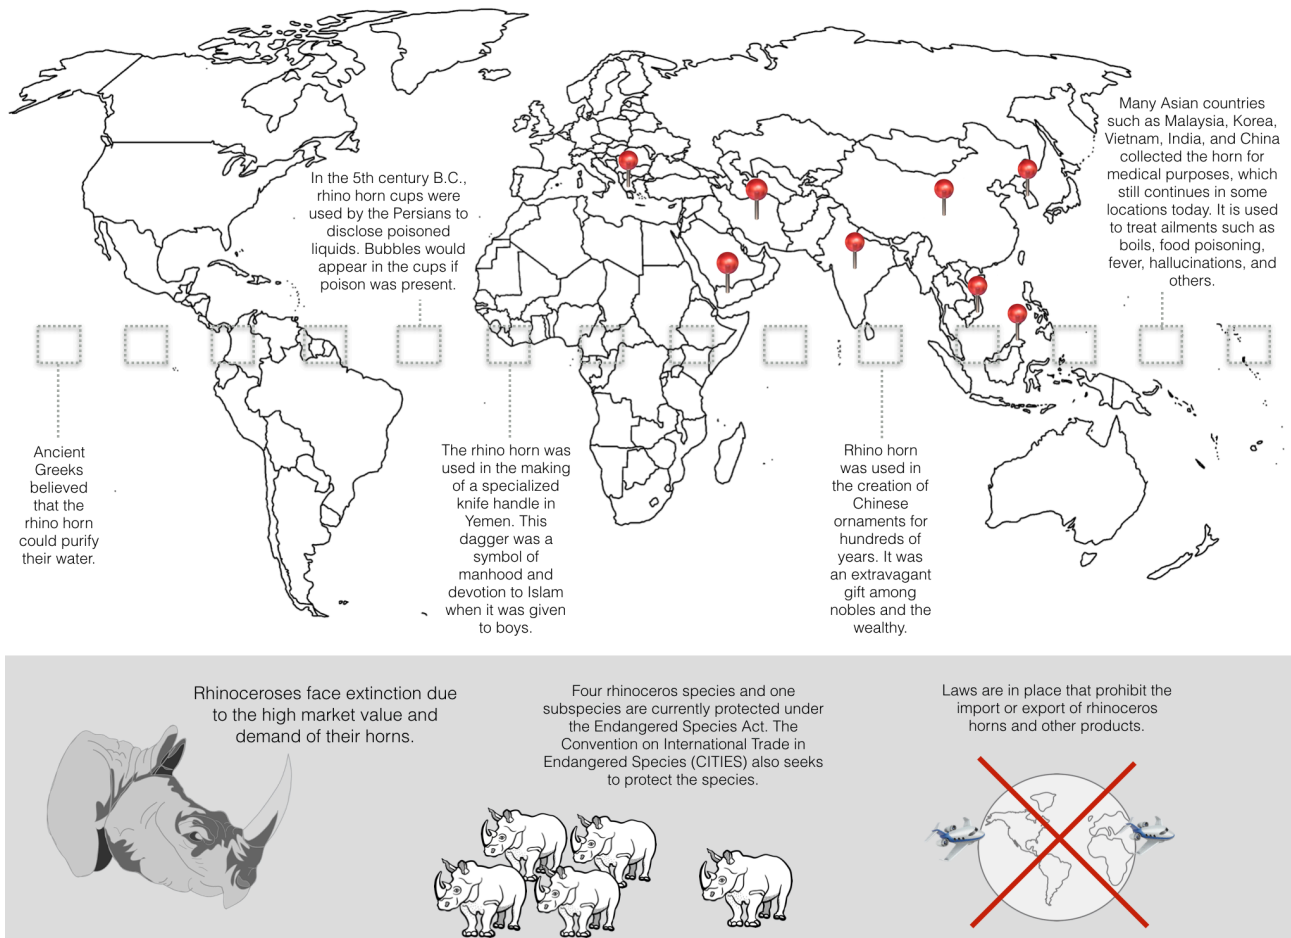 Many Asian countries
such as Malaysia, Korea,
Vietnam, India, and China
collected the horn for
medical purposes, which
still continues in some
locations today. It is used
to treat ailments such as
boils, food poisoning,
fever, hallucinations, and
others.
In the 5th century B.C.,
rhino horn cups were
used by the Persians to
disclose poisoned
liquids. Bubbles would
appear in the cups if
poison was present.
Ancient
Greeks
believed
that the
rhino horn
could purify
their water.
The rhino horn was
used in the making
of a specialized
knife handle in
Yemen. This
dagger was a
symbol of
manhood and
devotion to Islam
when it was given
to boys.
Rhino horn
was used in
the creation of
Chinese
ornaments for
hundreds of
years. It was
an extravagant
gift among
nobles and the
wealthy.
Rhinoceroses face extinction due
to the high market value and
demand of their horns.
Four rhinoceros species and one
subspecies are currently protected under
the Endangered Species Act. The
Convention on International Trade in
Endangered Species (CITIES) also seeks
to protect the species.
Laws are in place that prohibit the
import or export of rhinoceros
horns and other products.